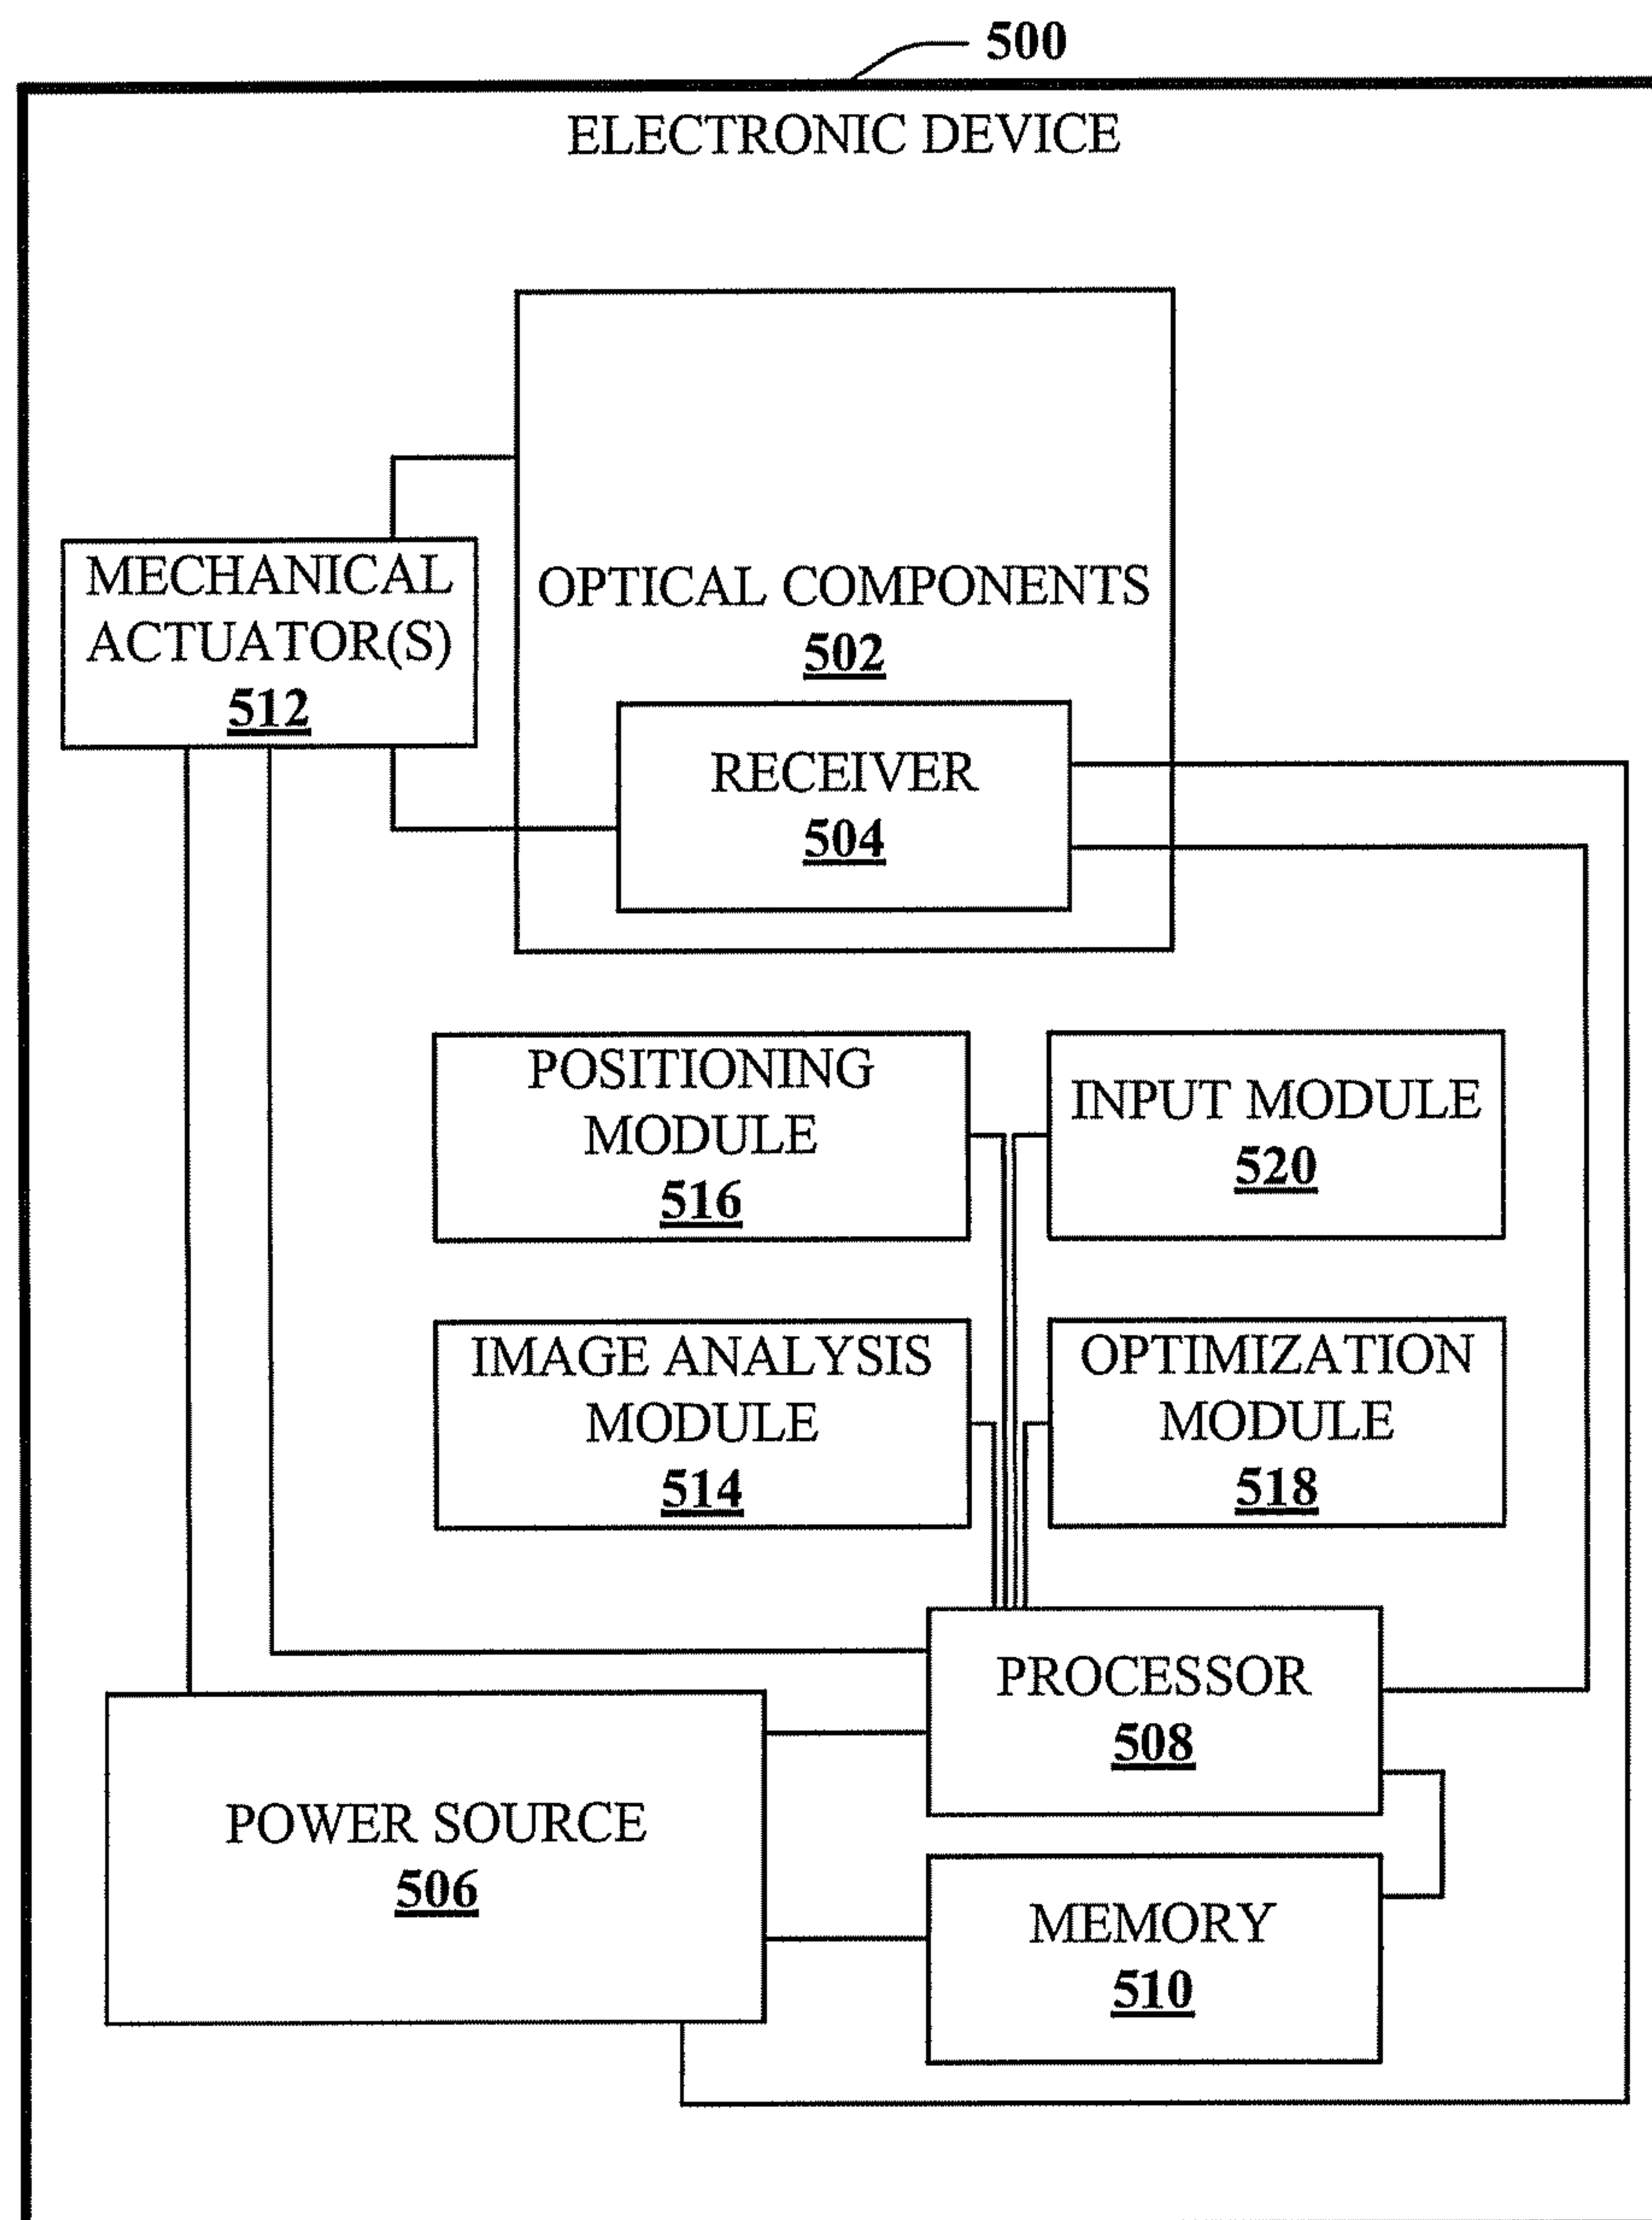 500
ELECTRONIC DEVICE
MECHANICAL
ACTUATOR(S)
512
OPTICAL COMPONENTS
502
RECEIVER
504
POSITIONING
MODULE
516
INPUT MODULE
520
IMAGE ANALYSIS
MODULE
514
OPTIMIZATION
MODULE
518
PROCESSOR
508
POWER SOURCE
506
MEMORY
510